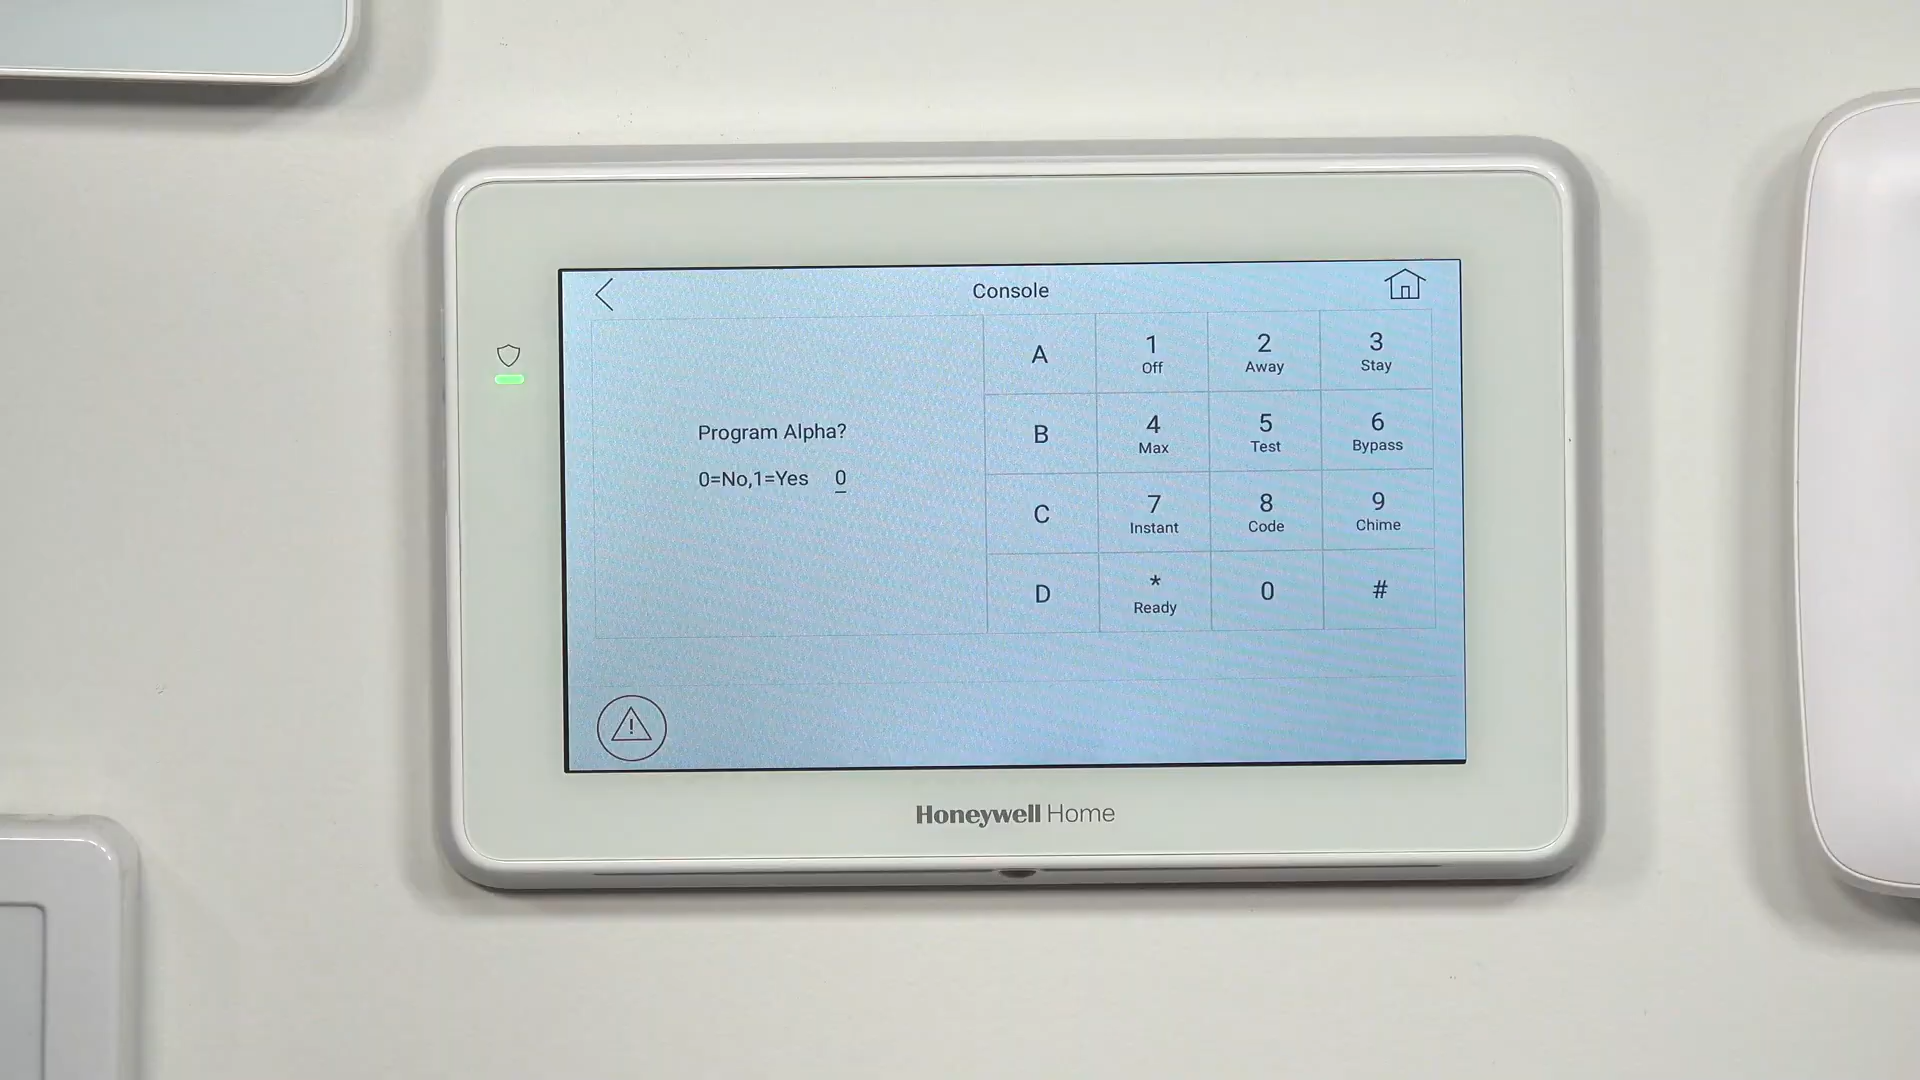 Console
Program Alpha?
0=No,1=Yes 0
A
1
Off
2
Away
3
Stay
B
4
Max
5
Test
6
Bypass
C
7
Instant
8
Code
9
Chime
D
*
Ready
0
#
Honeywell Home